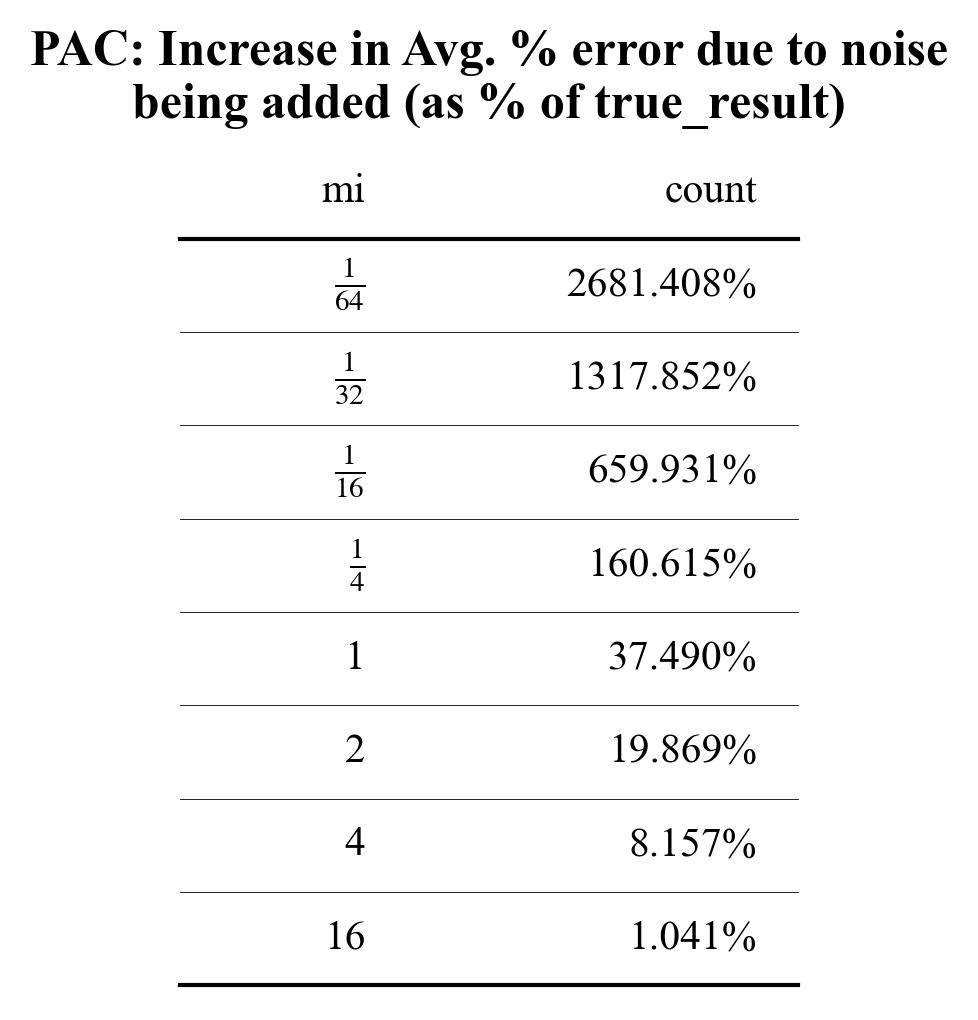 PAC: Increase in Avg. % error due to noise
being added (as % of true_result)
mi count
1/64 2681.408%
1/32 1317.852%
1/16 659.931%
1/4 160.615%
1 37.490%
2 19.869%
4 8.157%
16 1.041%